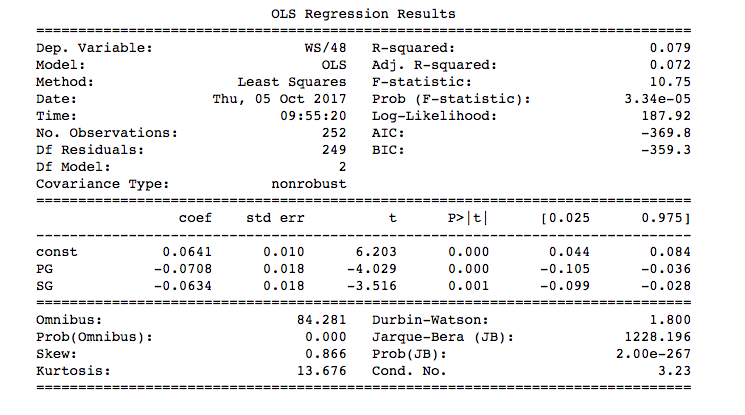 OLS Regression Results
==============================================================================
Dep. Variable: WS/48 R-squared: 0.079
Model: OLS Adj. R-squared: 0.072
Method: Least Squares F-statistic: 10.75
Date: Thu, 05 Oct 2017 Prob (F-statistic): 3.34e-05
Time: 09:55:20 Log-Likelihood: 187.92
No. Observations: 252 AIC: -369.8
Df Residuals: 249 BIC: -359.3
Df Model: 2
Covariance Type: nonrobust
==============================================================================
coef std err t P>|t| [0.025 0.975]
------------------------------------------------------------------------------
const 0.0641 0.010 6.203 0.000 0.044 0.084
PG -0.0708 0.018 -4.029 0.000 -0.105 -0.036
SG -0.0634 0.018 -3.516 0.001 -0.099 -0.028
==============================================================================
Omnibus: 84.281 Durbin-Watson: 1.800
Prob(Omnibus): 0.000 Jarque-Bera (JB): 1228.196
Skew: 0.866 Prob(JB): 2.00e-267
Kurtosis: 13.676 Cond. No. 3.23
==============================================================================